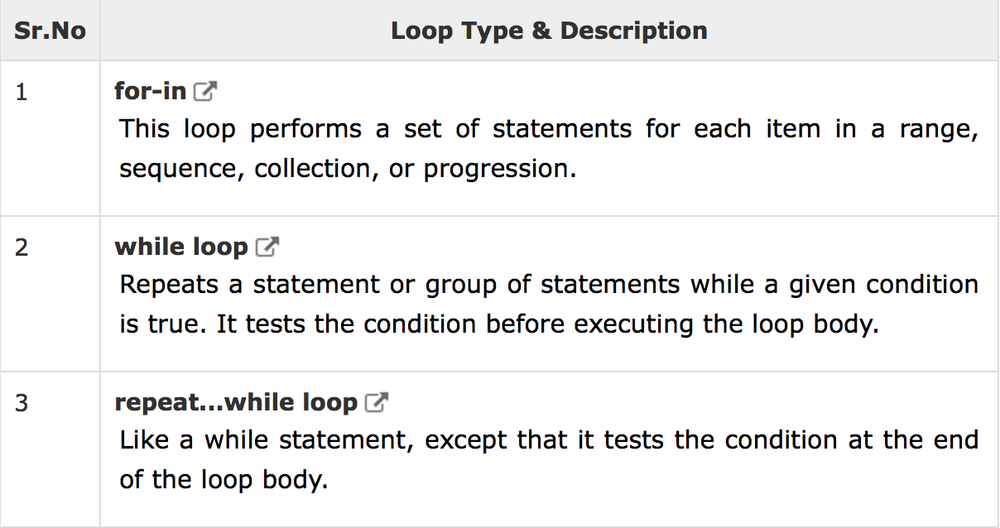 Sr.No Loop Type & Description
1 for-in
This loop performs a set of statements for each item in a range,
sequence, collection, or progression.
2 while loop
Repeats a statement or group of statements while a given condition
is true. It tests the condition before executing the loop body.
3 repeat...while loop
Like a while statement, except that it tests the condition at the end
of the loop body.